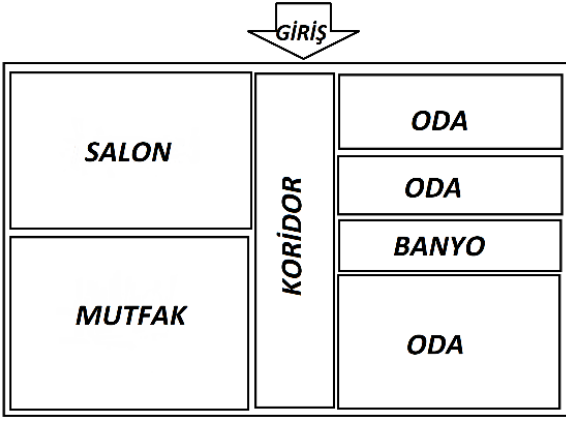 GİRİŞ
SALON
MUTFAK
KORİDOR
ODA
ODA
BANYO
ODA